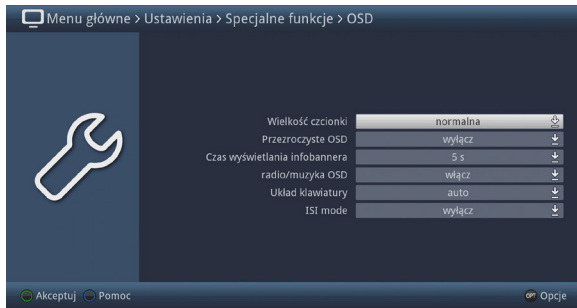 Menu główne > Ustawienia > Specjalne funkcje > OSD
Wielkość czcionki normalna
Przezroczyste OSD wyłącz
Czas wyświetlania infobannera 5 s
radio/muzyka OSD włącz
Układ klawiatury auto
ISI mode wyłącz
Akceptuj Pomoc OPT Opcje